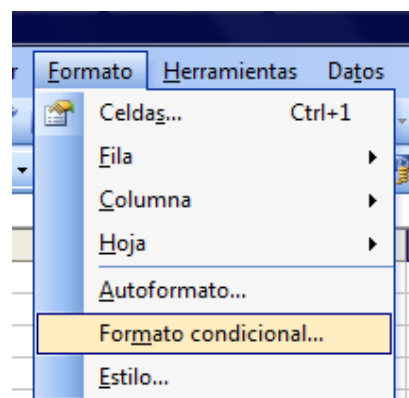 r Formato Herramientas Datos
Celdas... Ctrl+1
Fila
Columna
Hoja
Autoformato...
Formato condicional...
Estilo...